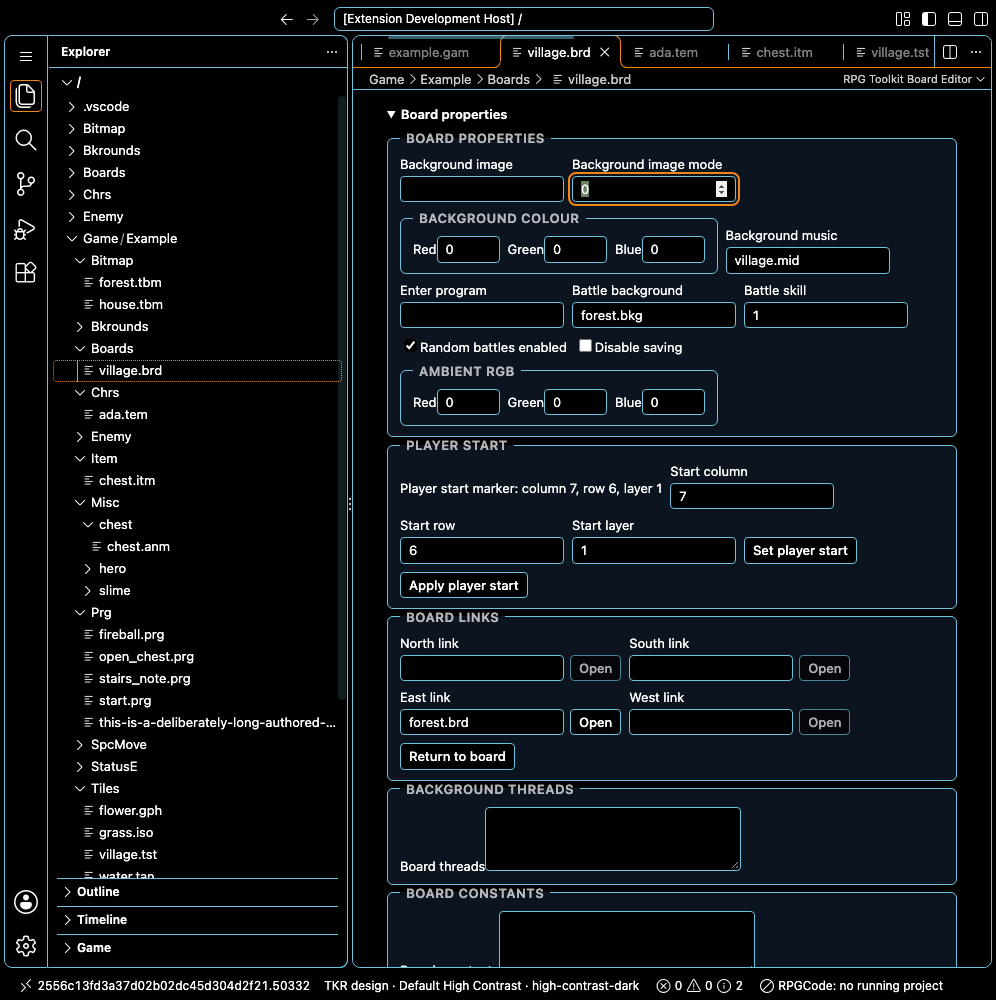 [Extension Development Host] /
Explorer
/
.vscode
Bitmap
Bkrounds
Boards
Chrs
Enemy
Game/Example
Bitmap
forest.tbm
house.tbm
Bkrounds
Boards
village.brd
Chrs
ada.tem
Enemy
Item
chest.itm
Misc
chest
chest.anm
hero
slime
Prg
fireball.prg
open_chest.prg
stairs_note.prg
start.prg
this-is-a-deliberately-long-authored-...
SpcMove
StatusE
Tiles
flower.gph
grass.iso
village.tst
water.tan
Outline
Timeline
Game
example.gam village.brd ada.tem chest.itm village.tst
Game > Example > Boards > village.brd RPG Toolkit Board Editor
Board properties
BOARD PROPERTIES
Background image Background image mode
0
BACKGROUND COLOUR
Red 0 Green 0 Blue 0
Background music
village.mid
Enter program Battle background Battle skill
forest.bkg 1
Random battles enabled Disable saving
AMBIENT RGB
Red 0 Green 0 Blue 0
PLAYER START
Player start marker: column 7, row 6, layer 1
Start column
7
Start row Start layer
6 1 Set player start
Apply player start
BOARD LINKS
North link South link
Open Open
East link West link
forest.brd Open Open
Return to board
BACKGROUND THREADS
Board threads
BOARD CONSTANTS
2556c13fd3a37d02b02dc45d304d2f21.50332 TKR design · Default High Contrast · high-contrast-dark 0 0 2 RPGCode: no running project